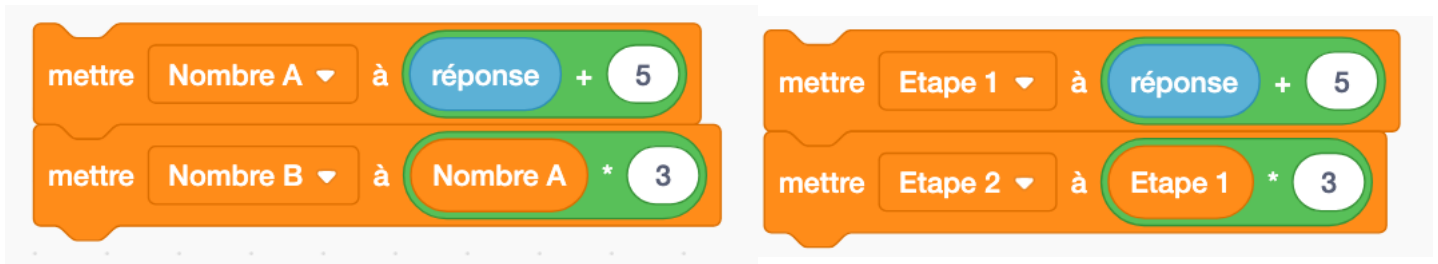 mettre Nombre A à réponse + 5
mettre Nombre B à Nombre A * 3
mettre Etape 1 à réponse + 5
mettre Etape 2 à Etape 1 * 3